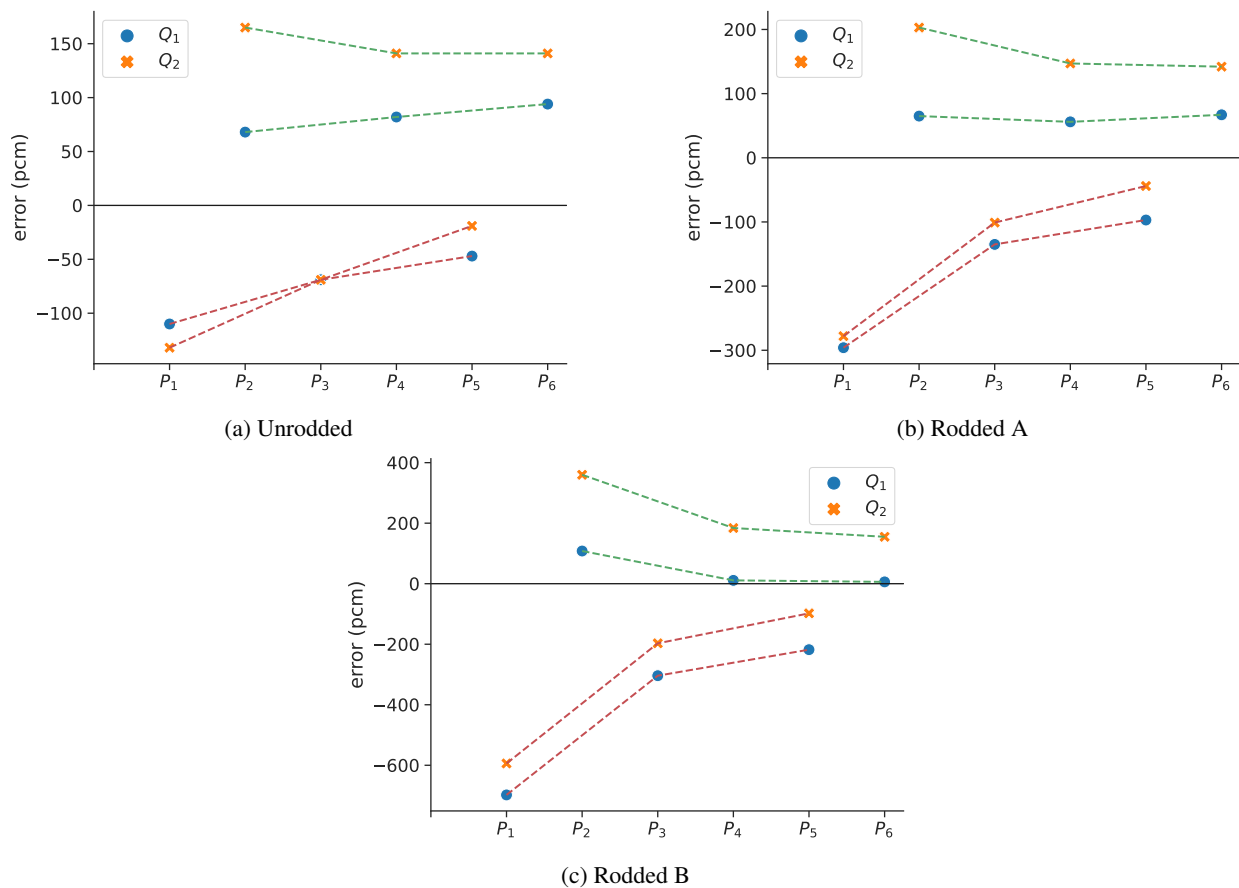 150
100
50
0
−50
−100
error (pcm)
Q1
Q2
P1 P2 P3 P4 P5 P6
(a) Unrodded
200
100
0
−100
−200
−300
error (pcm)
Q1
Q2
P1 P2 P3 P4 P5 P6
(b) Rodded A
400
200
0
−200
−400
−600
error (pcm)
Q1
Q2
P1 P2 P3 P4 P5 P6
(c) Rodded B